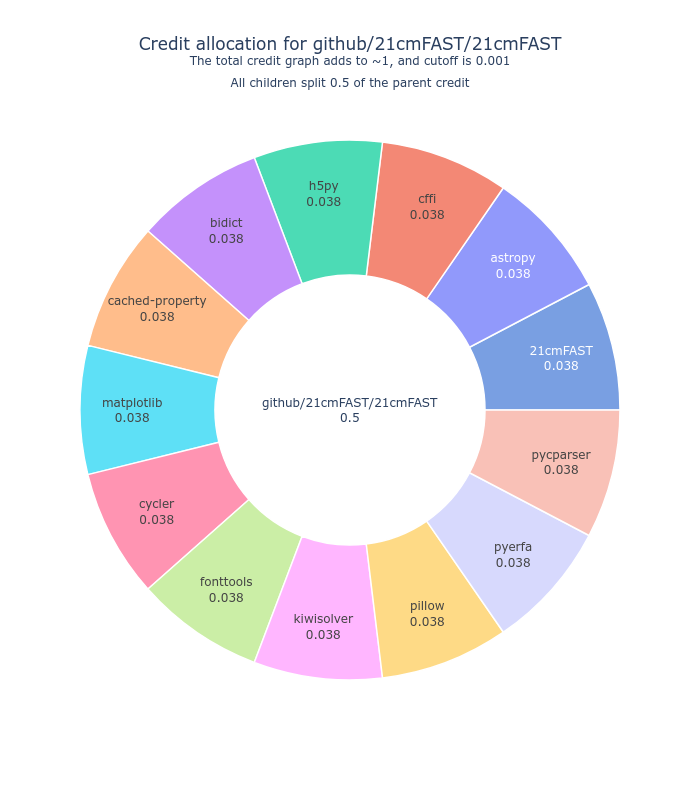 Credit allocation for github/21cmFAST/21cmFAST
The total credit graph adds to ~1, and cutoff is 0.001
All children split 0.5 of the parent credit
h5py
0.038
cffi
0.038
bidict
0.038
astropy
0.038
cached-property
0.038
21cmFAST
0.038
matplotlib
0.038
github/21cmFAST/21cmFAST
0.5
pycparser
0.038
cycler
0.038
pyerfa
0.038
fonttools
0.038
pillow
0.038
kiwisolver
0.038